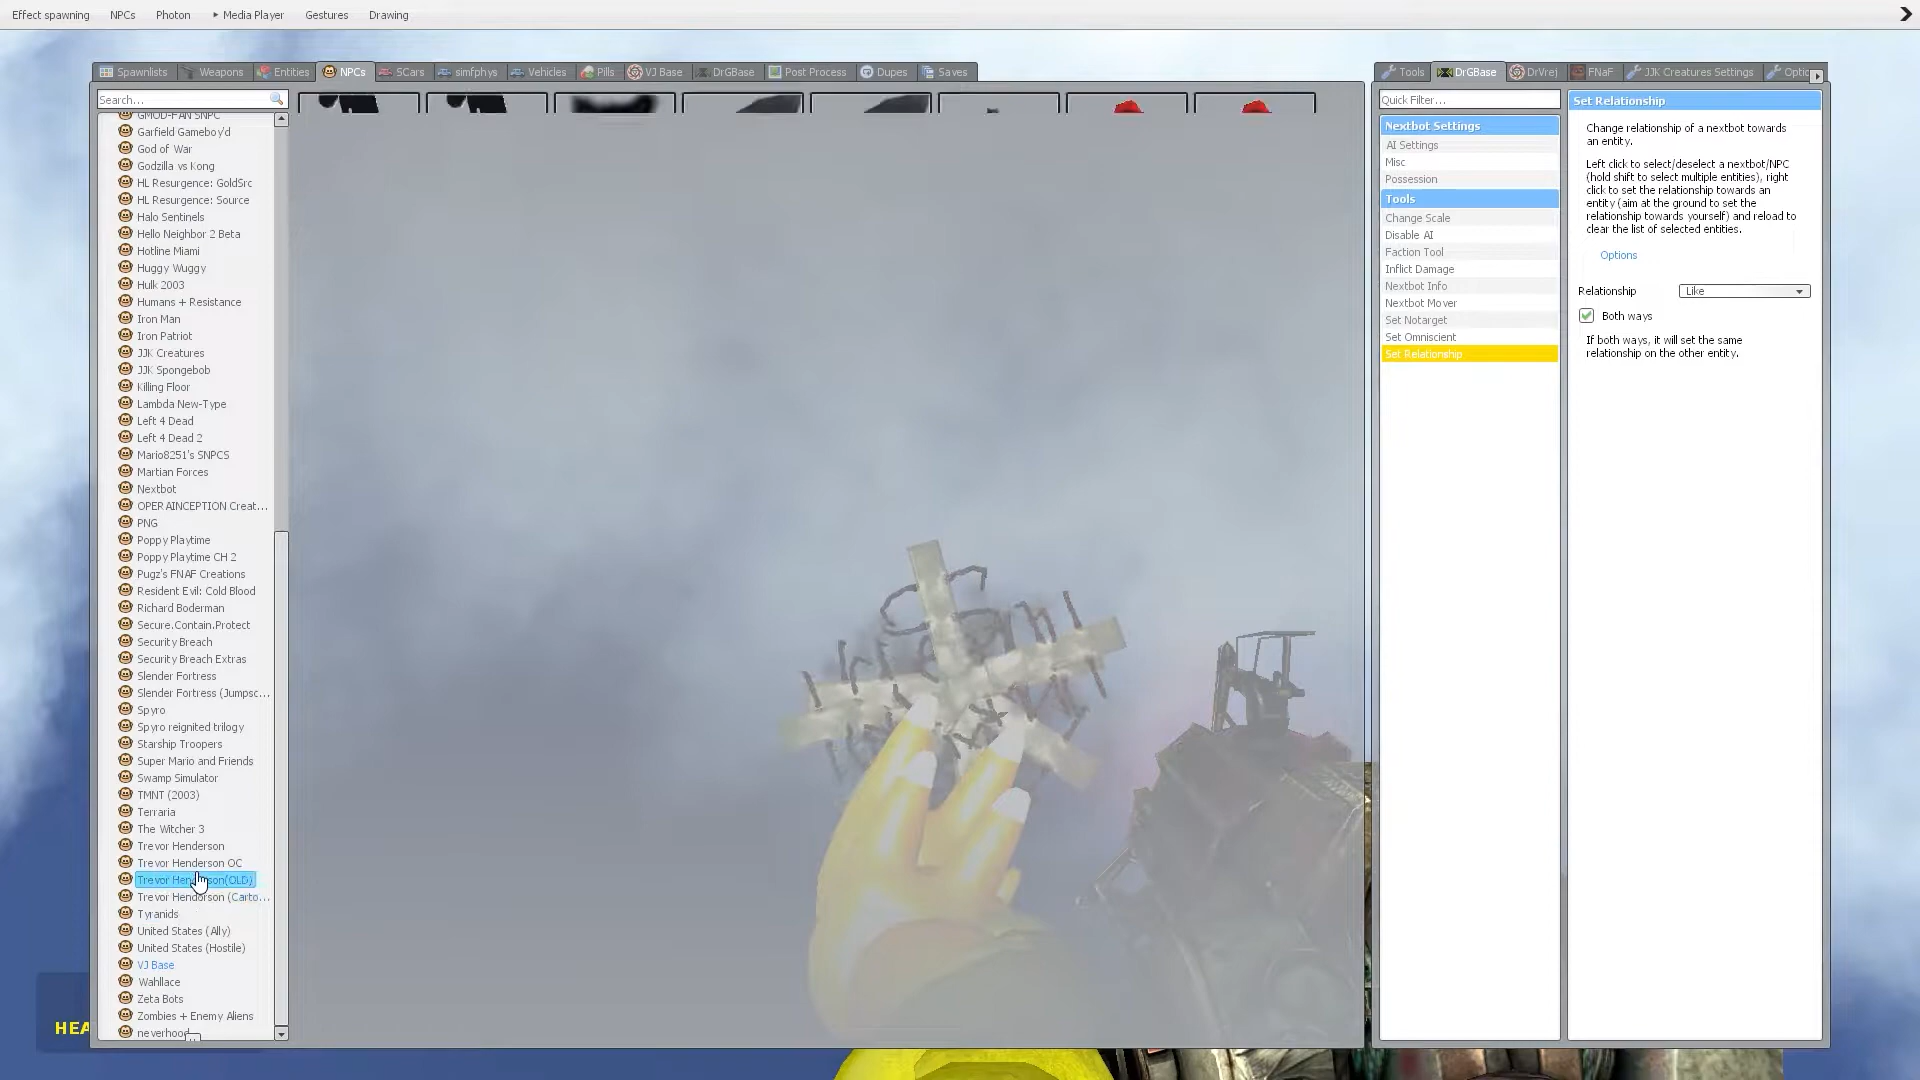 Effect spawning NPCs Photon Media Player Gestures Drawing
Spawnlists Weapons Entities NPCs SCars simfphys Vehicles Pills VJ Base DrGBase Post Process Dupes Saves
Search...
GMOD-FAN SNPC
Garfield Gameboy'd
God of War
Godzilla vs Kong
HL Resurgence: GoldSrc
HL Resurgence: Source
Halo Sentinels
Hello Neighbor 2 Beta
Hotline Miami
Huggy Wuggy
Hulk 2003
Humans + Resistance
Iron Man
Iron Patriot
JJK Creatures
JJK Spongebob
Killing Floor
Lambda New-Type
Left 4 Dead
Left 4 Dead 2
Mario8251's SNPCS
Martian Forces
Nextbot
OPERAINCEPTION Creat...
PNG
Poppy Playtime
Poppy Playtime CH 2
Pugz's FNAF Creations
Resident Evil: Cold Blood
Richard Boderman
Secure.Contain.Protect
Security Breach
Security Breach Extras
Slender Fortress
Slender Fortress (Jumpsc...
Spyro
Spyro reignited trilogy
Starship Troopers
Super Mario and Friends
Swamp Simulator
TMNT (2003)
Terraria
The Witcher 3
Trevor Henderson
Trevor Henderson OC
Trevor Henderson(OLD)
Trevor Henderson (Carto...
Tyranids
United States (Ally)
United States (Hostile)
VJ Base
Wahllace
Zeta Bots
Zombies + Enemy Aliens
neverhood
HEA
Tools DrGBase DrVrej FNaF JJK Creatures Settings Optic
Quick Filter...
Nextbot Settings
AI Settings
Misc
Possession
Tools
Change Scale
Disable AI
Faction Tool
Inflict Damage
Nextbot Info
Nextbot Mover
Set Notarget
Set Omniscient
Set Relationship
Set Relationship
Change relationship of a nextbot towards
an entity.
Left click to select/deselect a nextbot/NPC
(hold shift to select multiple entities), right
click to set the relationship towards an
entity (aim at the ground to set the
relationship towards yourself) and reload to
clear the list of selected entities.
Options
Relationship Like
Both ways
If both ways, it will set the same
relationship on the other entity.